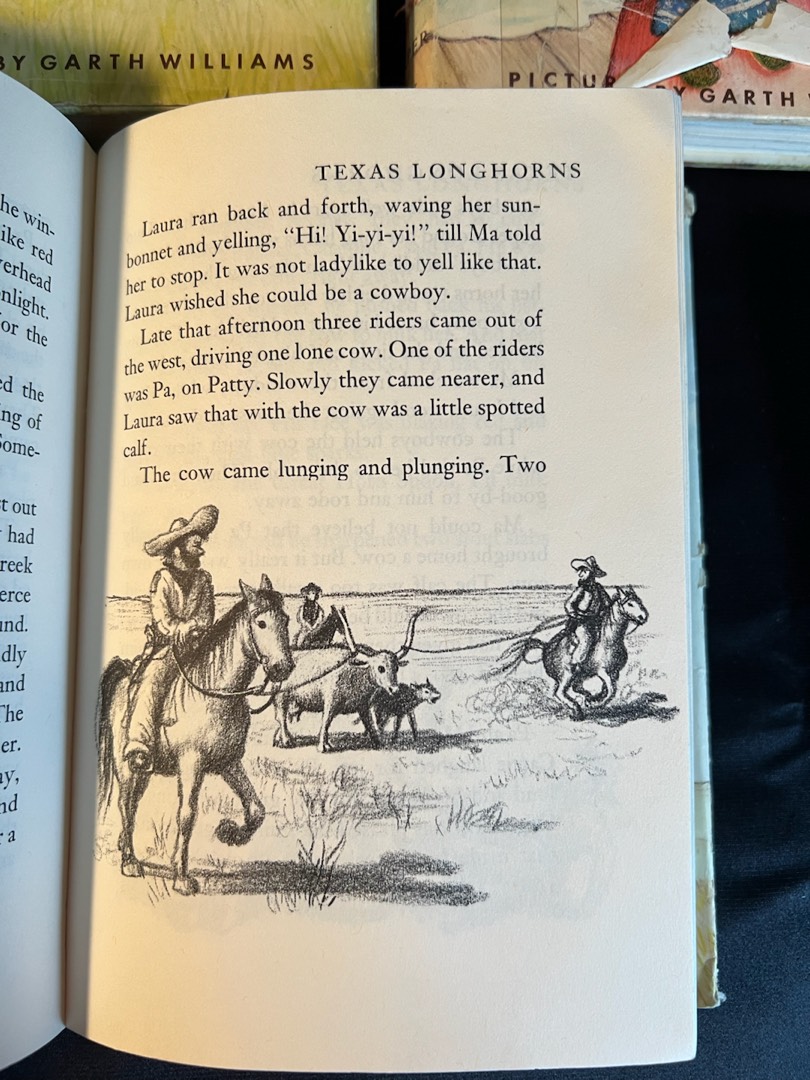 BY GARTH WILLIAMS
GARTH
TEXAS LONGHORNS
Laura ran back and forth, waving her sun-
bonnet and yelling, “Hi! Yi-yi-yi!” till Ma told
her to stop. It was not ladylike to yell like that.
Laura wished she could be a cowboy.
Late that afternoon three riders came out of
the west, driving one lone cow. One of the riders
was Pa, on Patty. Slowly they came nearer, and
Laura saw that with the cow was a little spotted
calf.
The cow came lunging and plunging. Two
he win-
ike red
erhead
nlight.
or the
ed the
ng of
Some-
t out
had
reek
erce
und.
dly
and
The
er.
ay,
nd
a